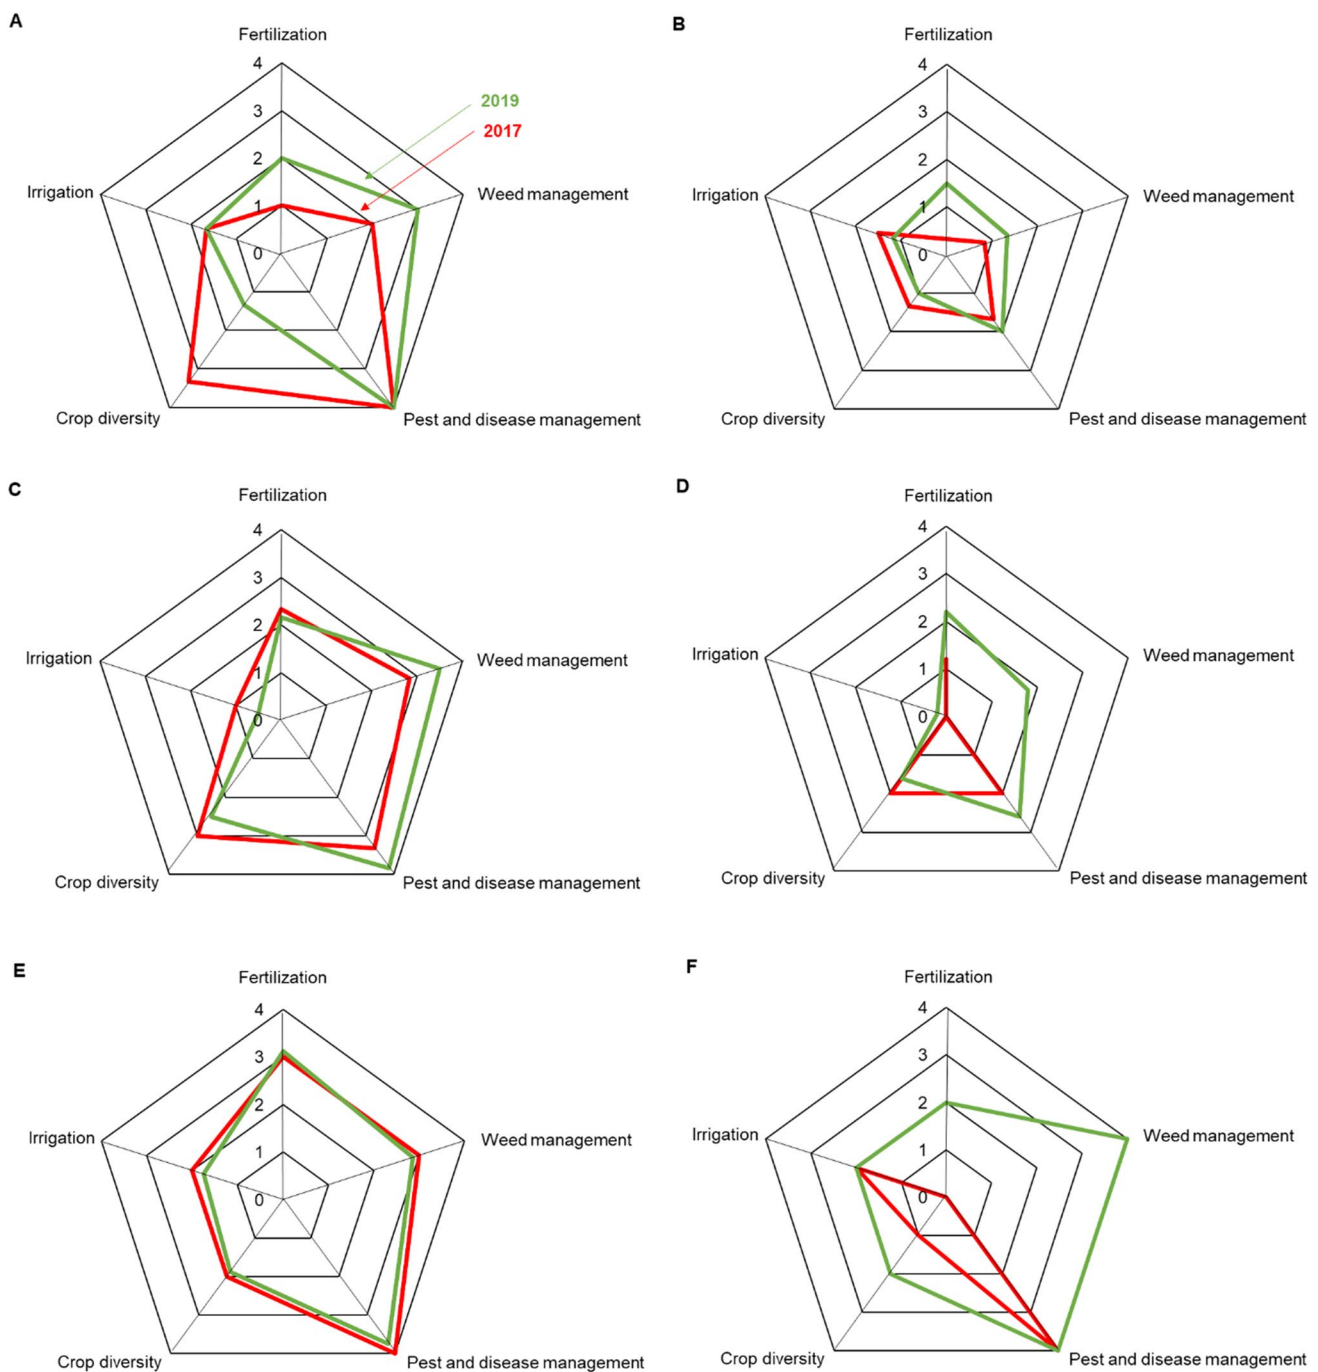 A
Fertilization
4
3
2
1
0
2019
2017
Irrigation
Weed management
Crop diversity
Pest and disease management
B
Fertilization
4
3
2
1
0
Irrigation
Weed management
Crop diversity
Pest and disease management
C
Fertilization
4
3
2
1
0
Irrigation
Weed management
Crop diversity
Pest and disease management
D
Fertilization
4
3
2
1
0
Irrigation
Weed management
Crop diversity
Pest and disease management
E
Fertilization
4
3
2
1
0
Irrigation
Weed management
Crop diversity
Pest and disease management
F
Fertilization
4
3
2
1
0
Irrigation
Weed management
Crop diversity
Pest and disease management